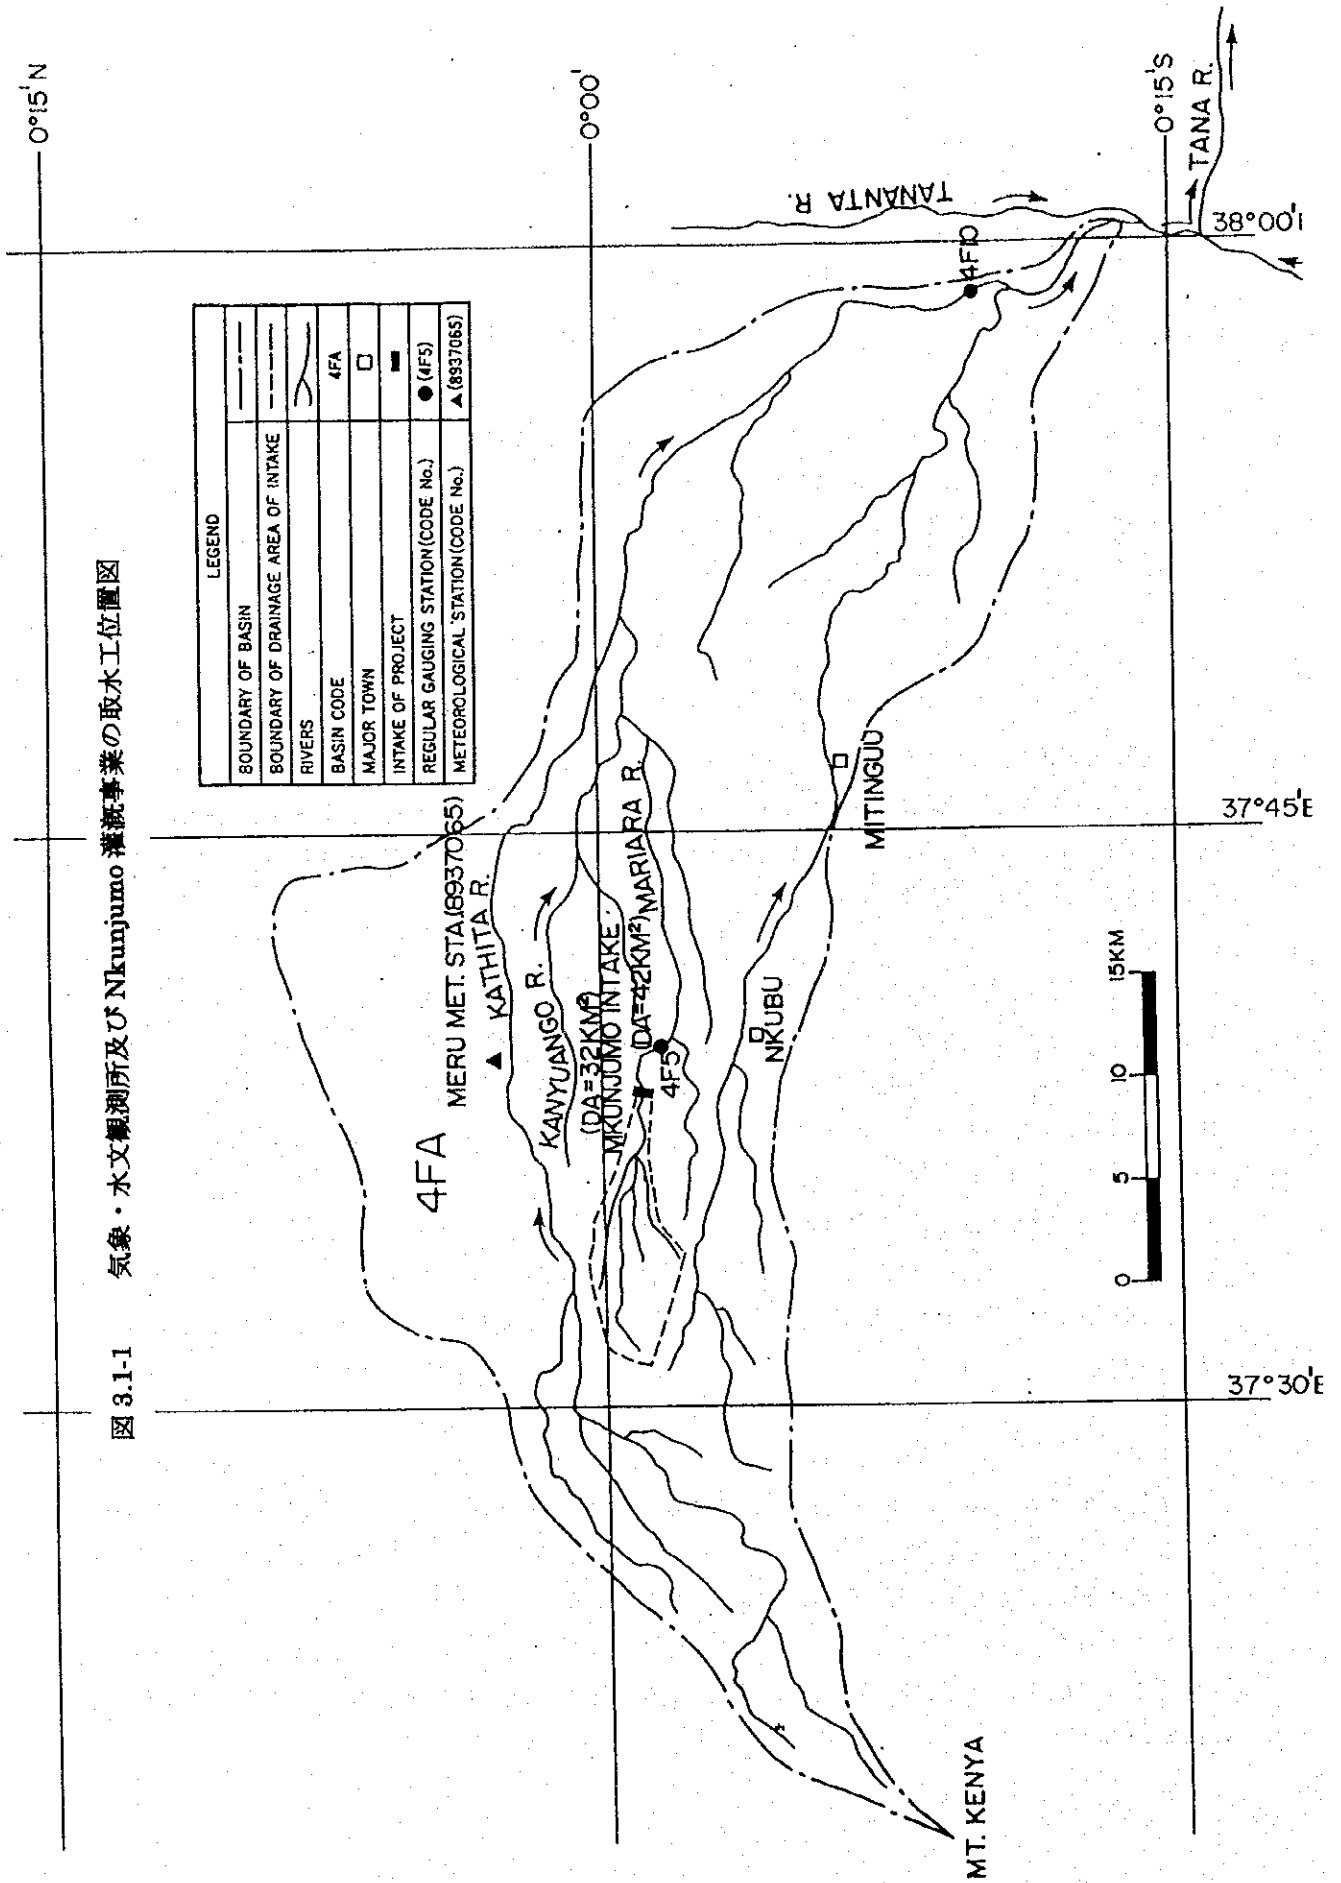 図 3.1-1 気象・水文観測所及び Nkunjumo 灌漑事業の取水工位置図
0°15'N
0°00'
0°15'S
38°00'
37°45'E
37°30'E
LEGEND
BOUNDARY OF BASIN
BOUNDARY OF DRAINAGE AREA OF INTAKE
RIVERS
BASIN CODE 4FA
MAJOR TOWN
INTAKE OF PROJECT
REGULAR GAUGING STATION (CODE No.) (4F5)
METEOROLOGICAL STATION (CODE No.) (8937065)
TANANTA R.
TANA R.
4F10
4FA
MERU MET. STA. (8937065)
KATHITA R.
KANYUANGO R.
(DA=32KM²)
MKUNJUMO INTAKE
(DA=42KM²)
MARIARA R.
4F5
NKUBU
MITINGUU
MT. KENYA
0 5 10 15KM